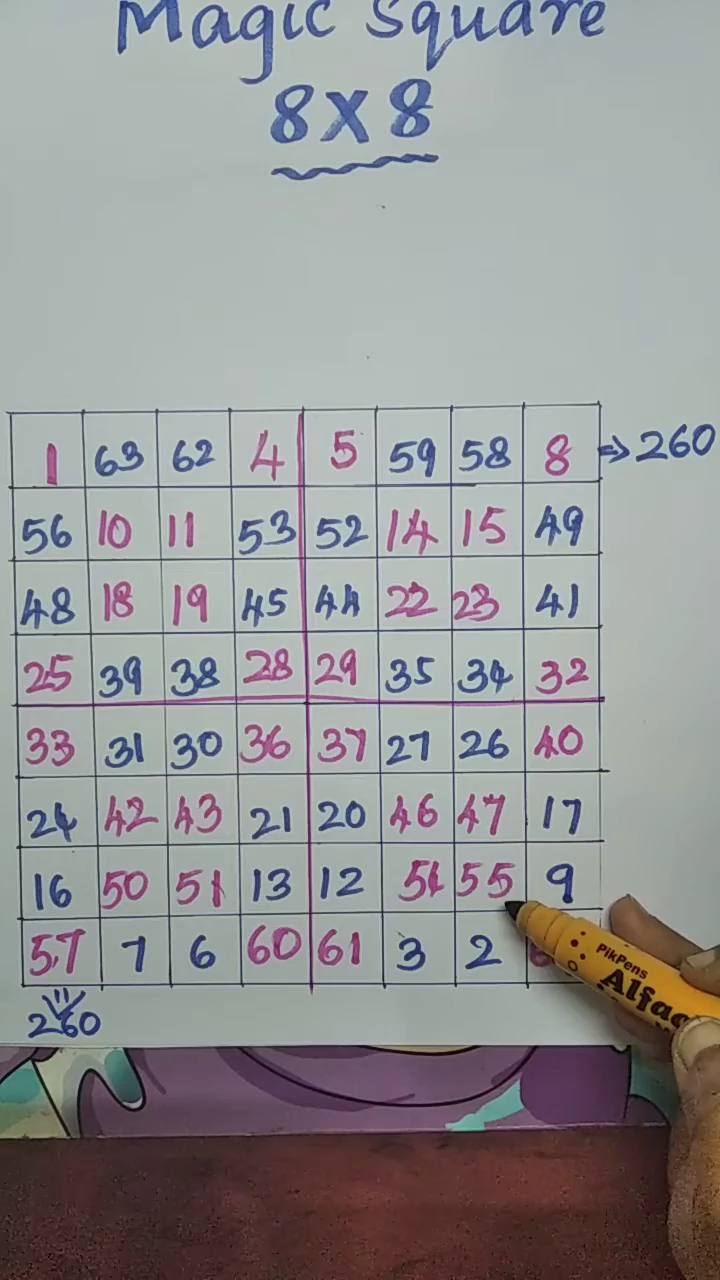 Magic Square
8x8
1 63 62 4 5 59 58 8 ⇒260
56 10 11 53 52 14 15 49
48 18 19 45 44 22 23 41
25 39 38 28 29 35 34 32
33 31 30 36 37 27 26 40
24 42 43 21 20 46 47 17
16 50 51 13 12 54 55 9
57 7 6 60 61 3 2
260
PikPens
Alfa